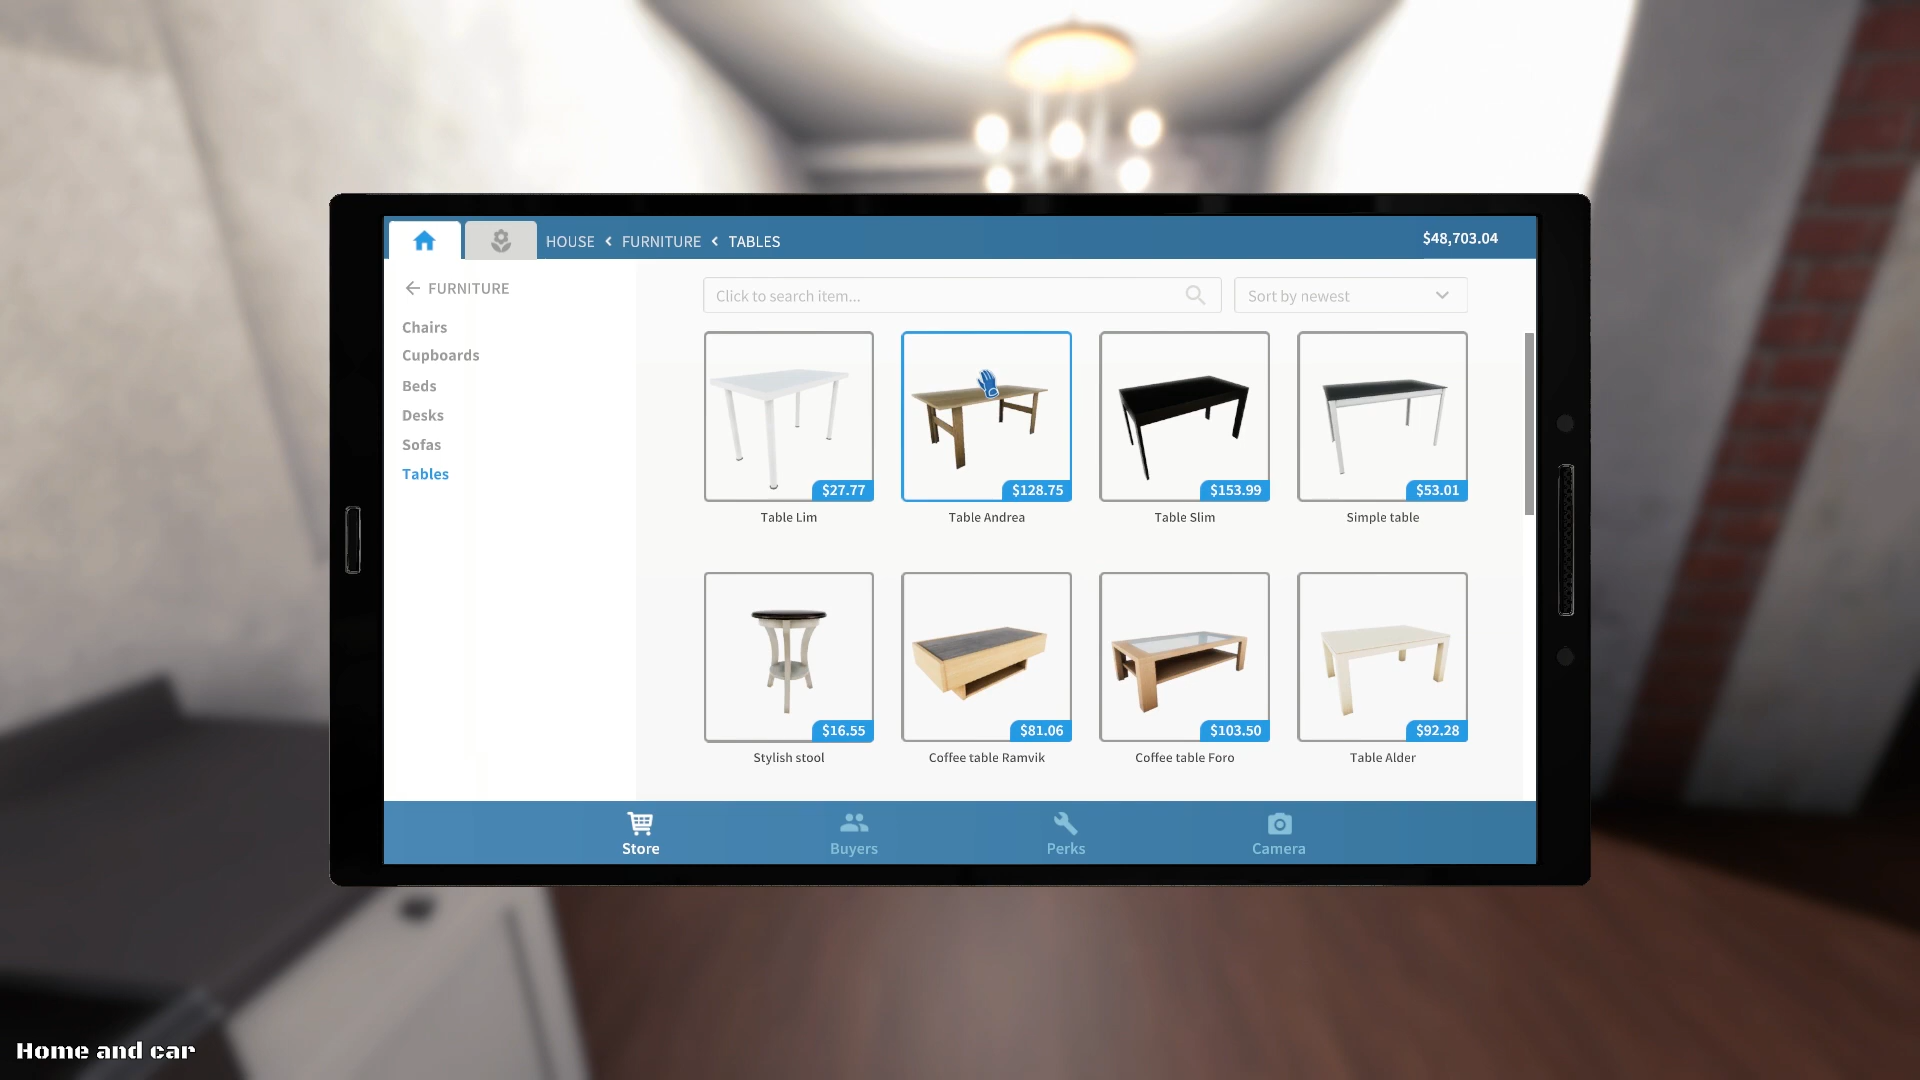 HOUSE < FURNITURE < TABLES
$48,703.04
FURNITURE
Chairs
Cupboards
Beds
Desks
Sofas
Tables
Click to search item...
Sort by newest
$27.77
$128.75
$153.99
$53.01
Table Lim
Table Andrea
Table Slim
Simple table
$16.55
$81.06
$103.50
$92.28
Stylish stool
Coffee table Ramvik
Coffee table Foro
Table Alder
Store
Buyers
Perks
Camera
Home and car